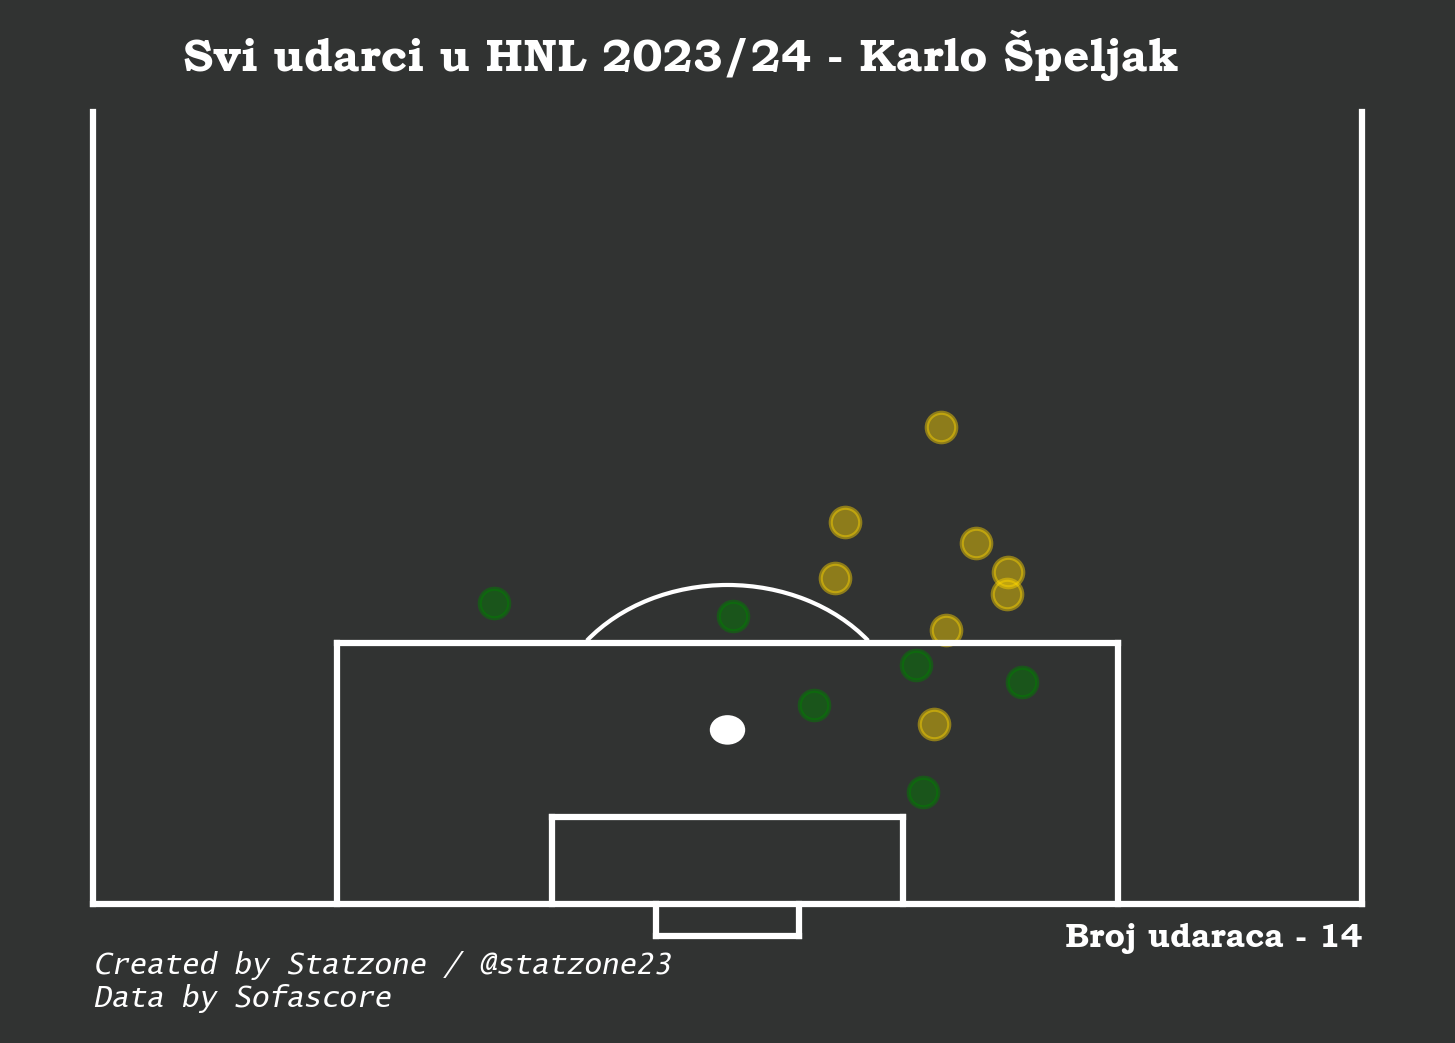 Svi udarci u HNL 2023/24 - Karlo Špeljak
Broj udaraca - 14
Created by Statzone / @statzone23
Data by Sofascore